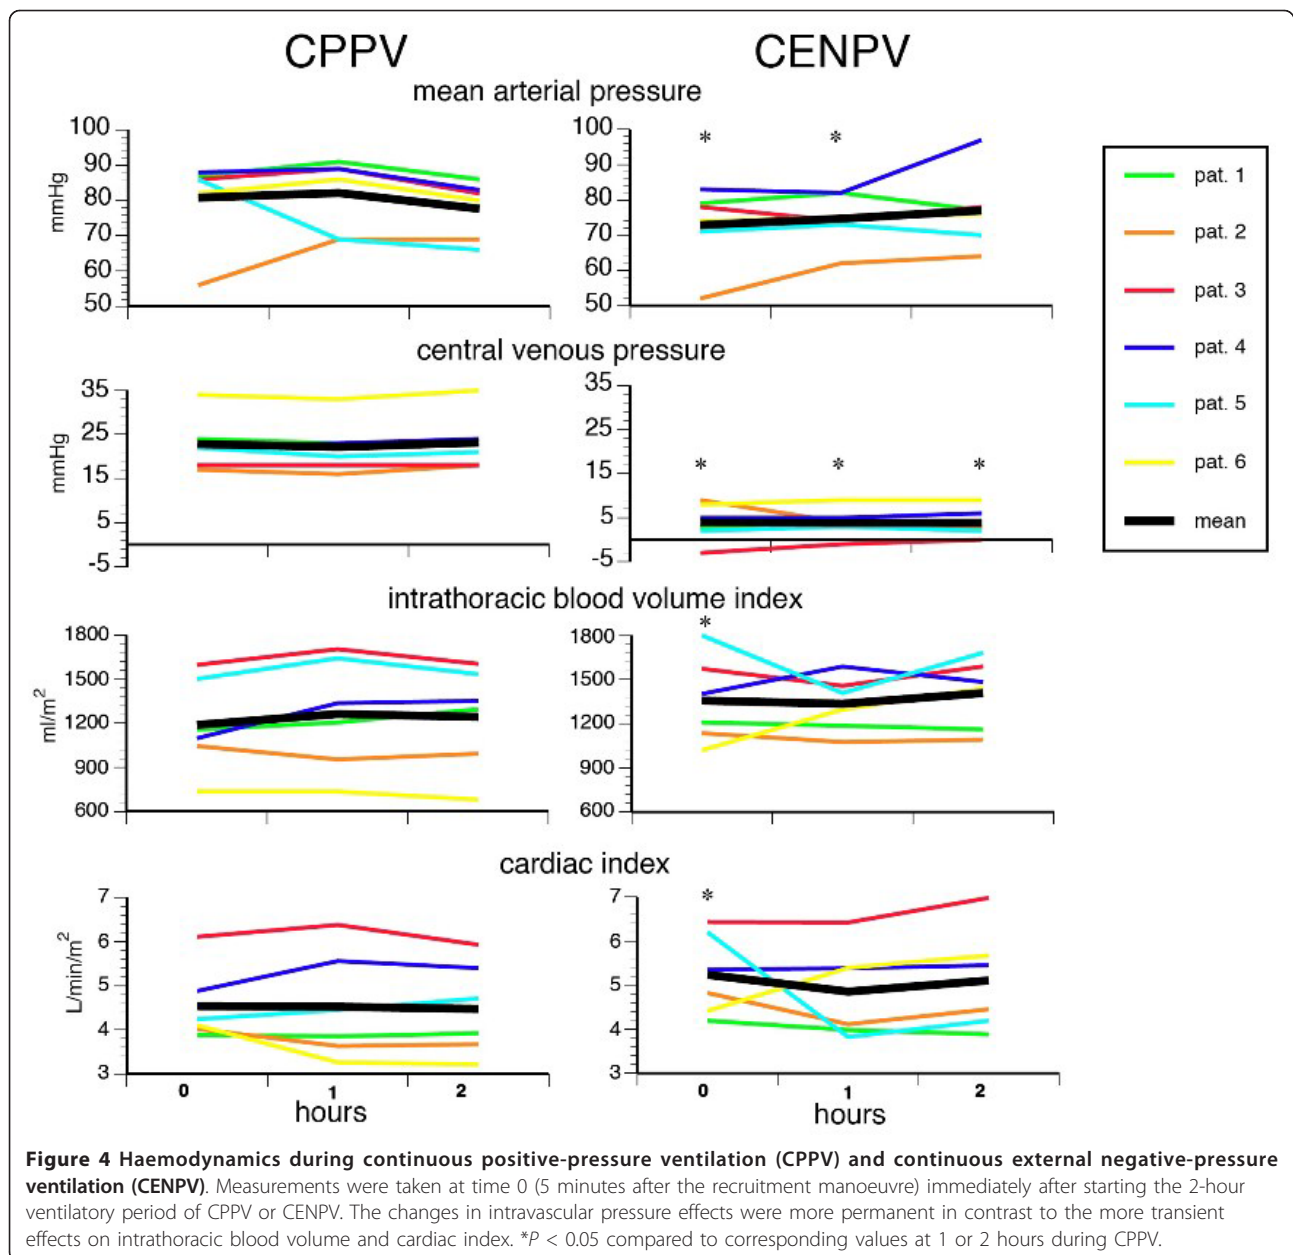 CPPV CENPV
mean arterial pressure
100 100
90 90
80 80
70 70
60 60
50 50
mmHg
central venous pressure
35 35
25 25
15 15
5 5
-5 -5
mmHg
* *
* * *
pat. 1
pat. 2
pat. 3
pat. 4
pat. 5
pat. 6
mean
intrathoracic blood volume index
*
1800 1800
1500 1500
1200 1200
900 900
600 600
ml/m²
cardiac index
*
7 7
6 6
5 5
4 4
3 3
L/min/m²
0 1 2 0 1 2
hours hours
Figure 4 Haemodynamics during continuous positive-pressure ventilation (CPPV) and continuous external negative-pressure
ventilation (CENPV). Measurements were taken at time 0 (5 minutes after the recruitment manoeuvre) immediately after starting the 2-hour
ventilatory period of CPPV or CENPV. The changes in intravascular pressure effects were more permanent in contrast to the more transient
effects on intrathoracic blood volume and cardiac index. *P < 0.05 compared to corresponding values at 1 or 2 hours during CPPV.